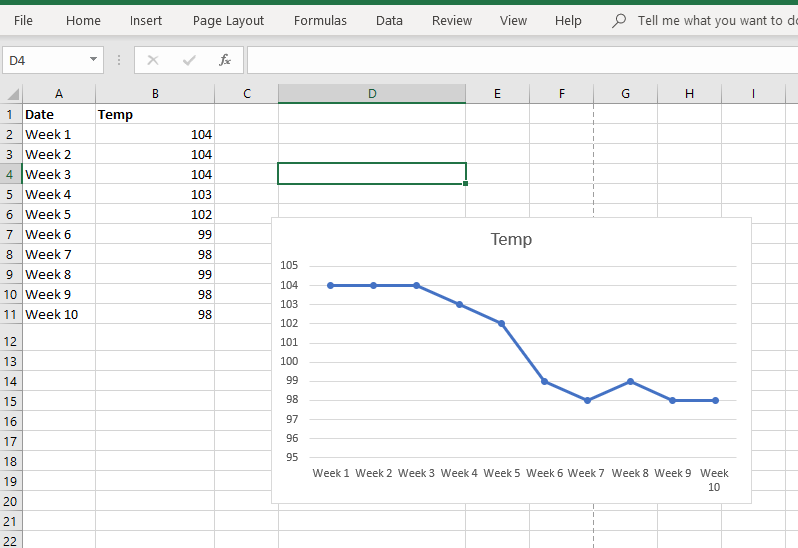 File Home Insert Page Layout Formulas Data Review View Help Tell me what you want to do
D4 fx
A B C D E F G H I
1 Date Temp
2 Week 1 104
3 Week 2 104
4 Week 3 104
5 Week 4 103
6 Week 5 102
7 Week 6 99
8 Week 7 98
9 Week 8 99
10 Week 9 98
11 Week 10 98
12
13
14
15
16
17
18
19
20
21
22
Temp
105
104
103
102
101
100
99
98
97
96
95
Week 1 Week 2 Week 3 Week 4 Week 5 Week 6 Week 7 Week 8 Week 9 Week
10